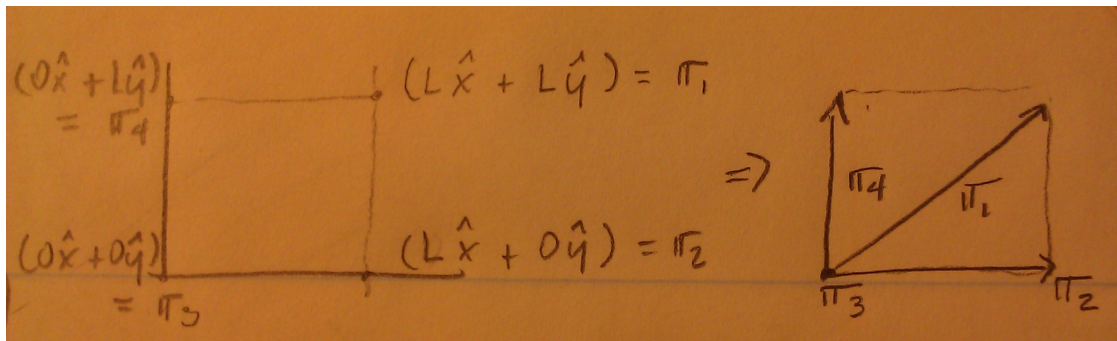 (0x̂ + Lŷ) = π₄
(Lx̂ + Lŷ) = π₁
(0x̂+0ŷ) = π₃
(Lx̂ + 0ŷ) = π₂
⇒
π₄
π₁
π₃
π₂